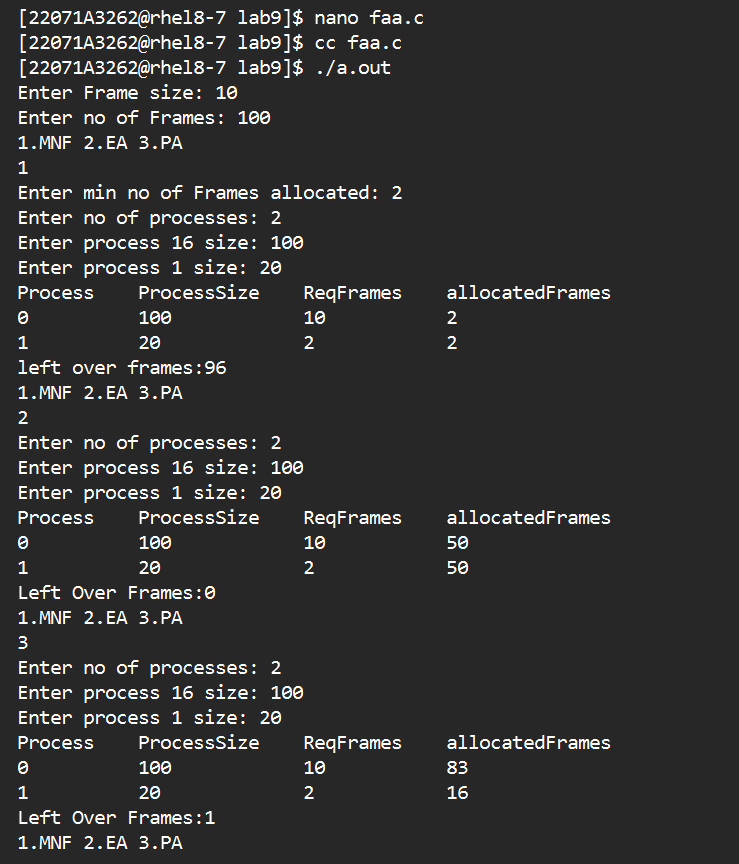 [22071A3262@rhel8-7 lab9]$ nano faa.c
[22071A3262@rhel8-7 lab9]$ cc faa.c
[22071A3262@rhel8-7 lab9]$ ./a.out
Enter Frame size: 10
Enter no of Frames: 100
1.MNF 2.EA 3.PA
1
Enter min no of Frames allocated: 2
Enter no of processes: 2
Enter process 16 size: 100
Enter process 1 size: 20
Process    ProcessSize    ReqFrames    allocatedFrames
0          100            10           2
1          20             2            2
left over frames:96
1.MNF 2.EA 3.PA
2
Enter no of processes: 2
Enter process 16 size: 100
Enter process 1 size: 20
Process    ProcessSize    ReqFrames    allocatedFrames
0          100            10           50
1          20             2            50
Left Over Frames:0
1.MNF 2.EA 3.PA
3
Enter no of processes: 2
Enter process 16 size: 100
Enter process 1 size: 20
Process    ProcessSize    ReqFrames    allocatedFrames
0          100            10           83
1          20             2            16
Left Over Frames:1
1.MNF 2.EA 3.PA